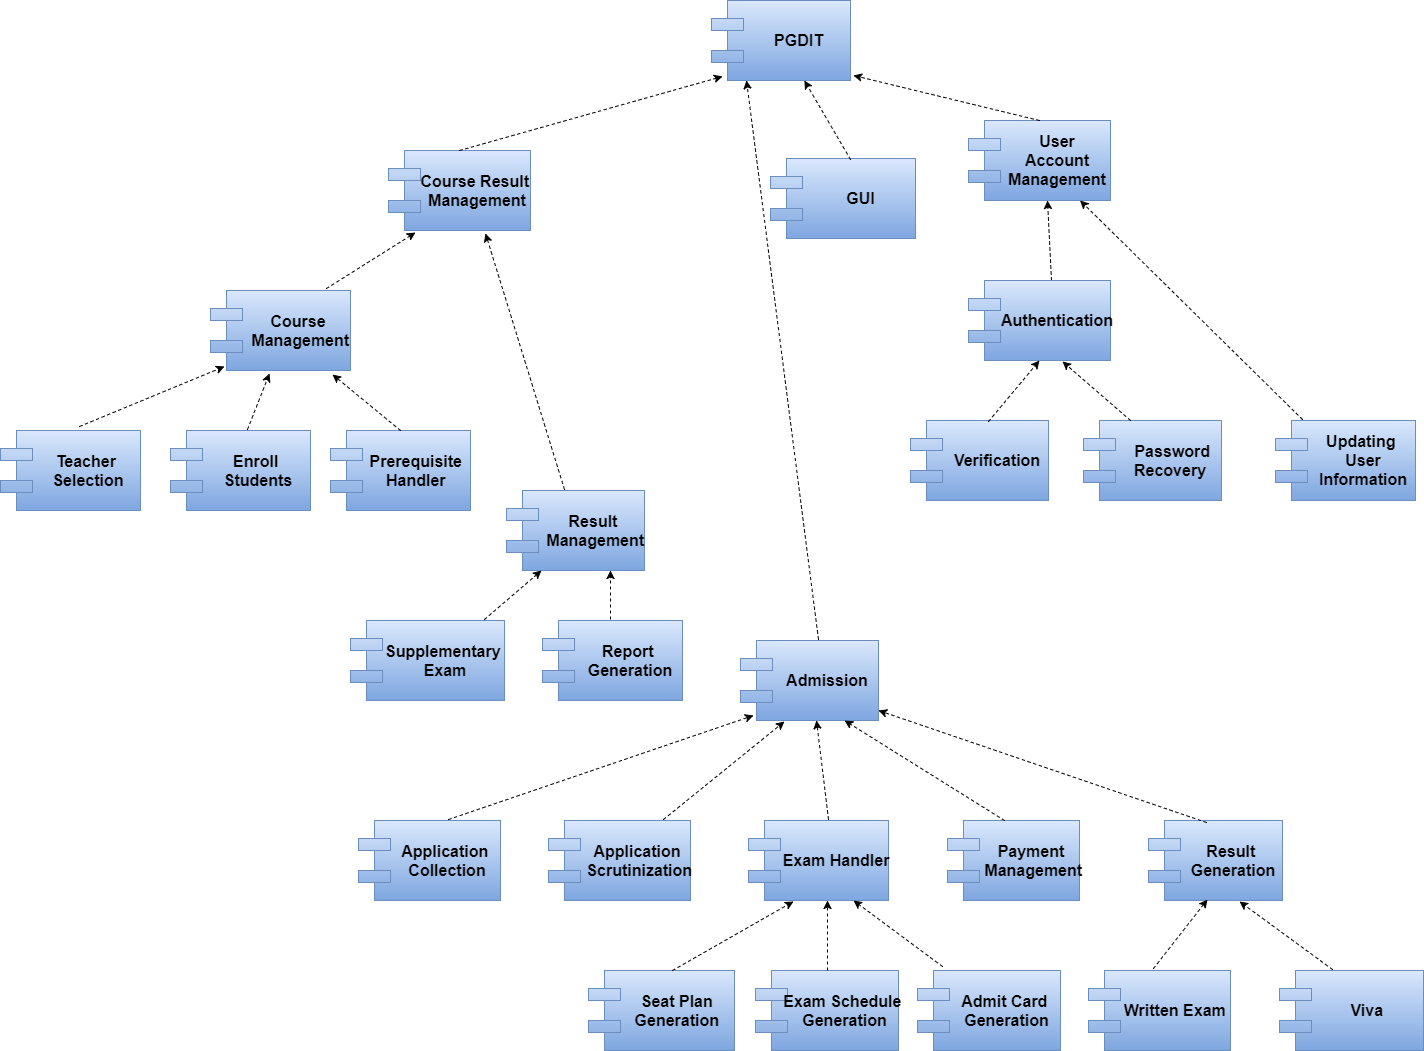 PGDIT
User
Account
Management
Course Result
Management
GUI
Course
Management
Authentication
Teacher
Selection
Enroll
Students
Prerequisite
Handler
Verification
Password
Recovery
Updating
User
Information
Result
Management
Supplementary
Exam
Report
Generation
Admission
Application
Collection
Application
Scrutinization
Exam Handler
Payment
Management
Result
Generation
Seat Plan
Generation
Exam Schedule
Generation
Admit Card
Generation
Written Exam
Viva